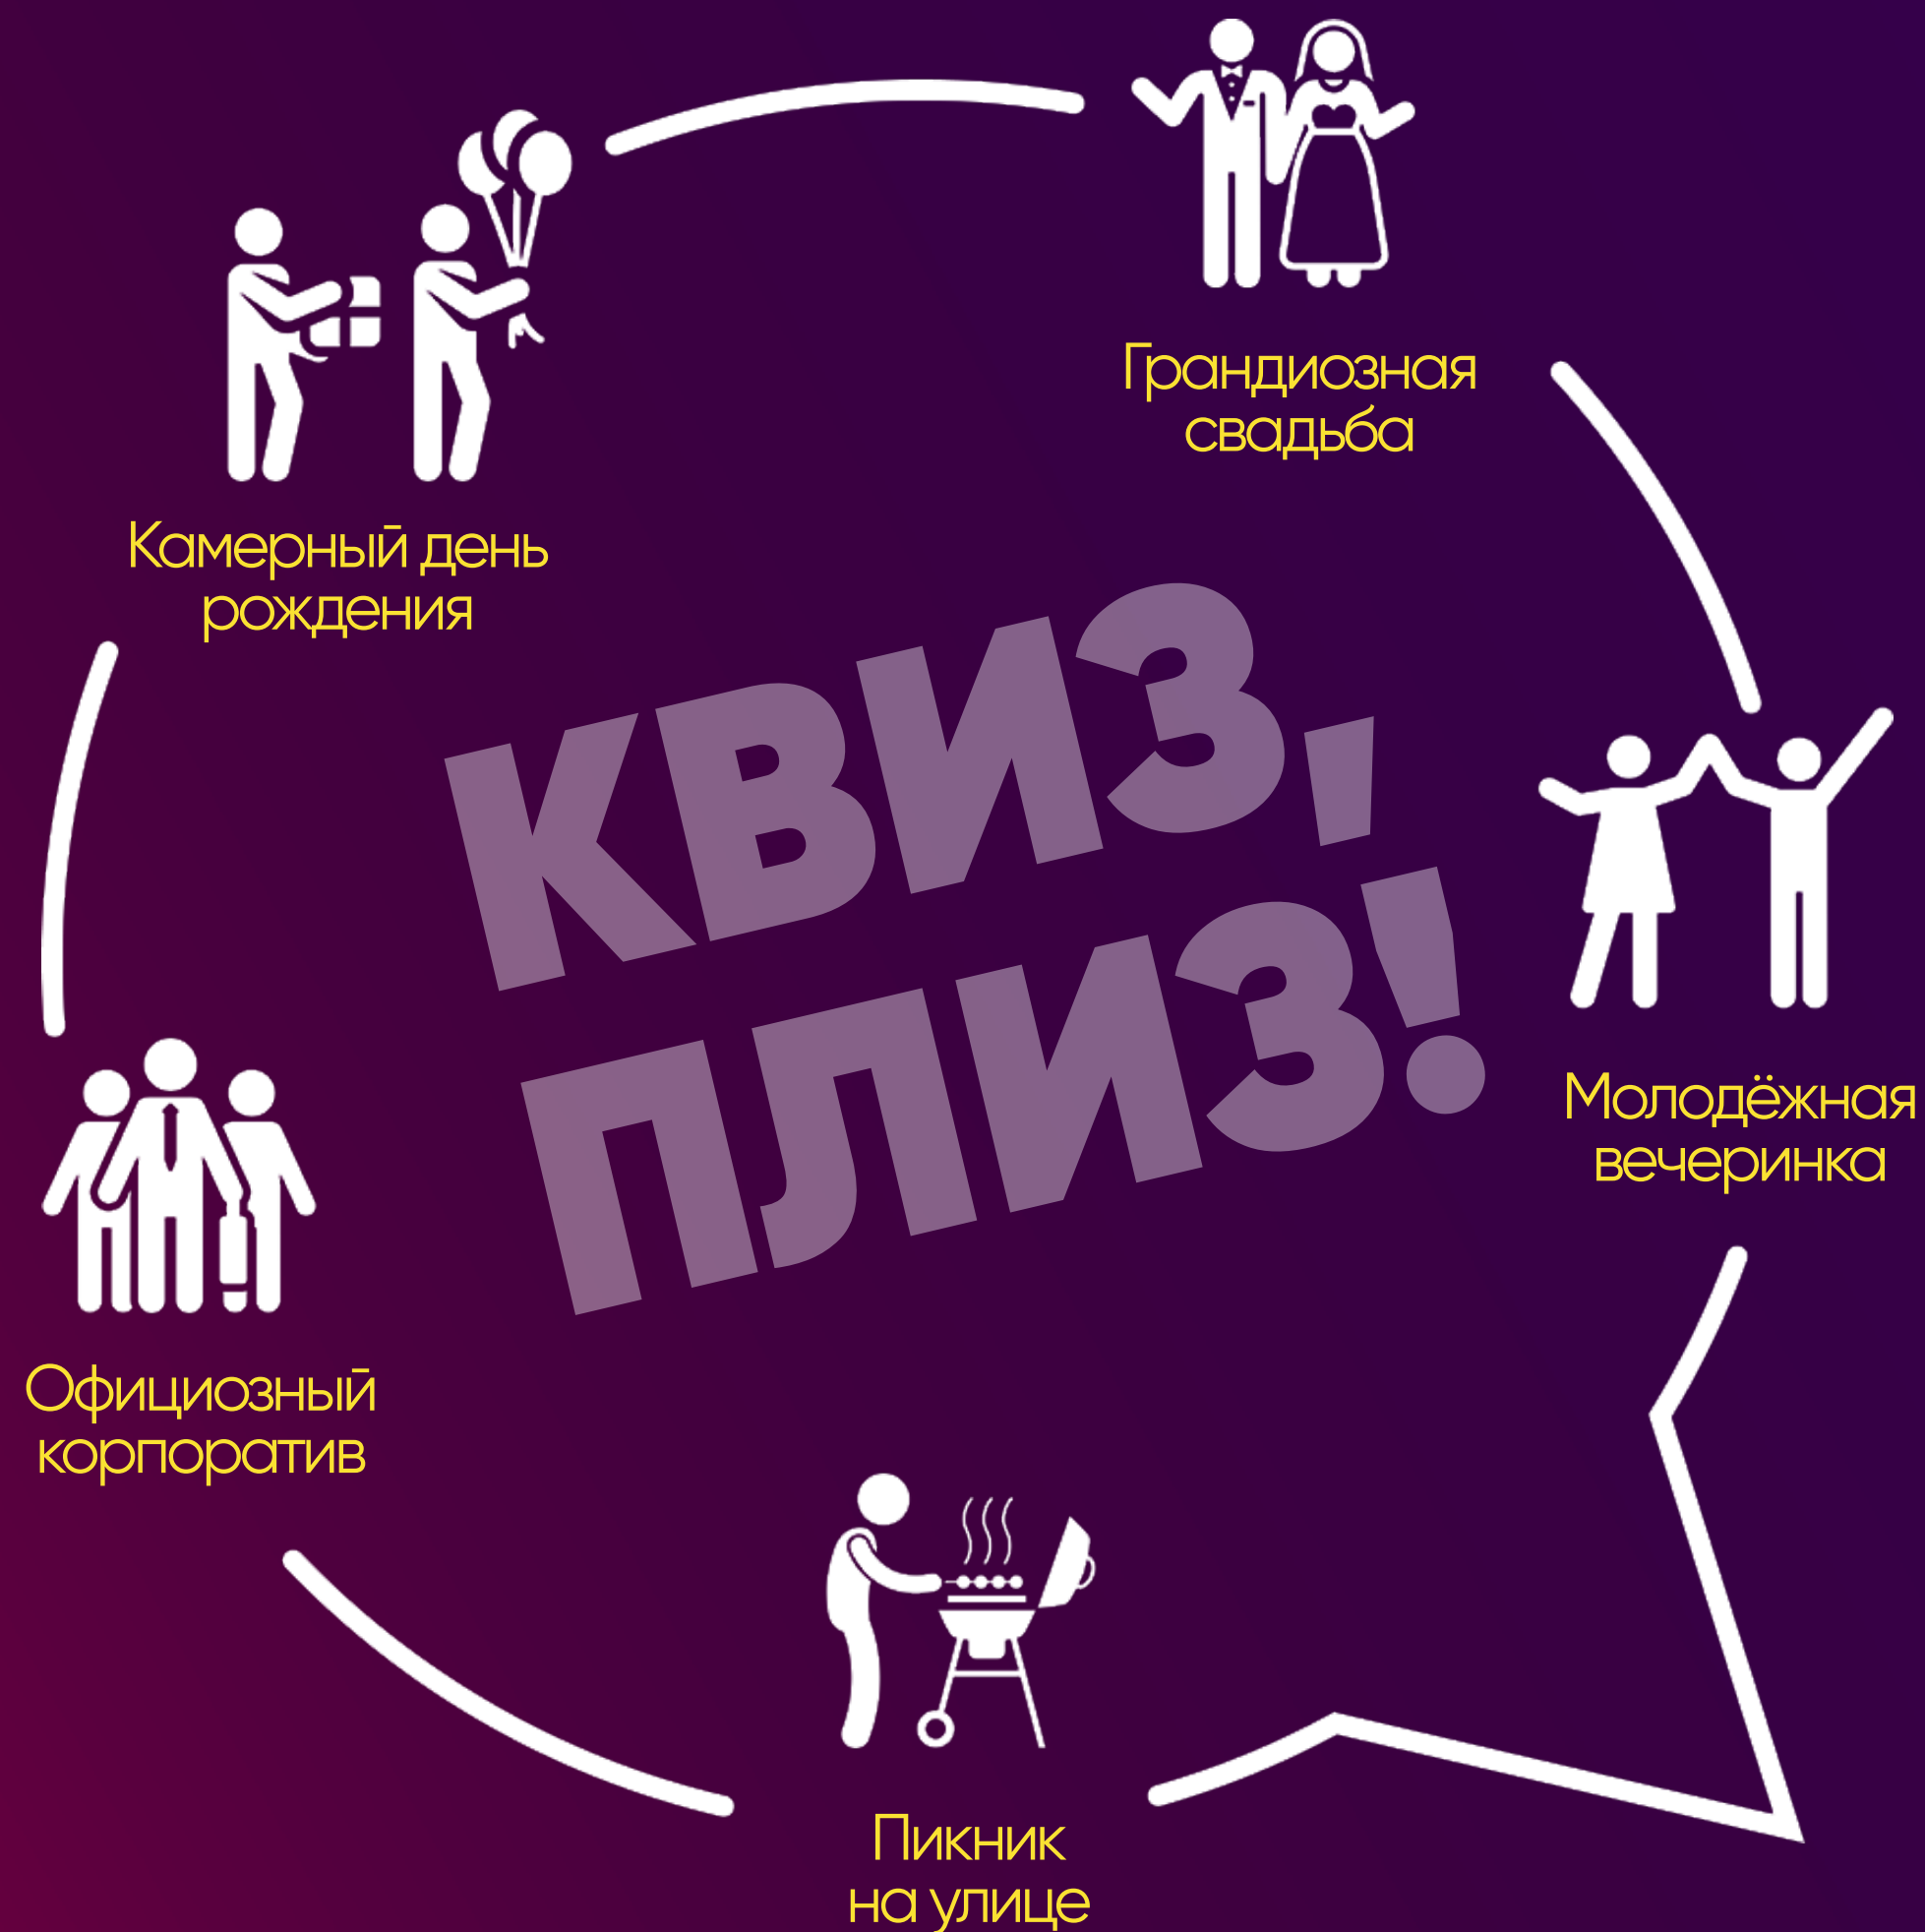 Грандиозная
свадьба
Камерный день
рождения
КВИЗ,
ПЛИЗ!
Молодёжная
вечеринка
Официозный
корпоратив
Пикник
на улице